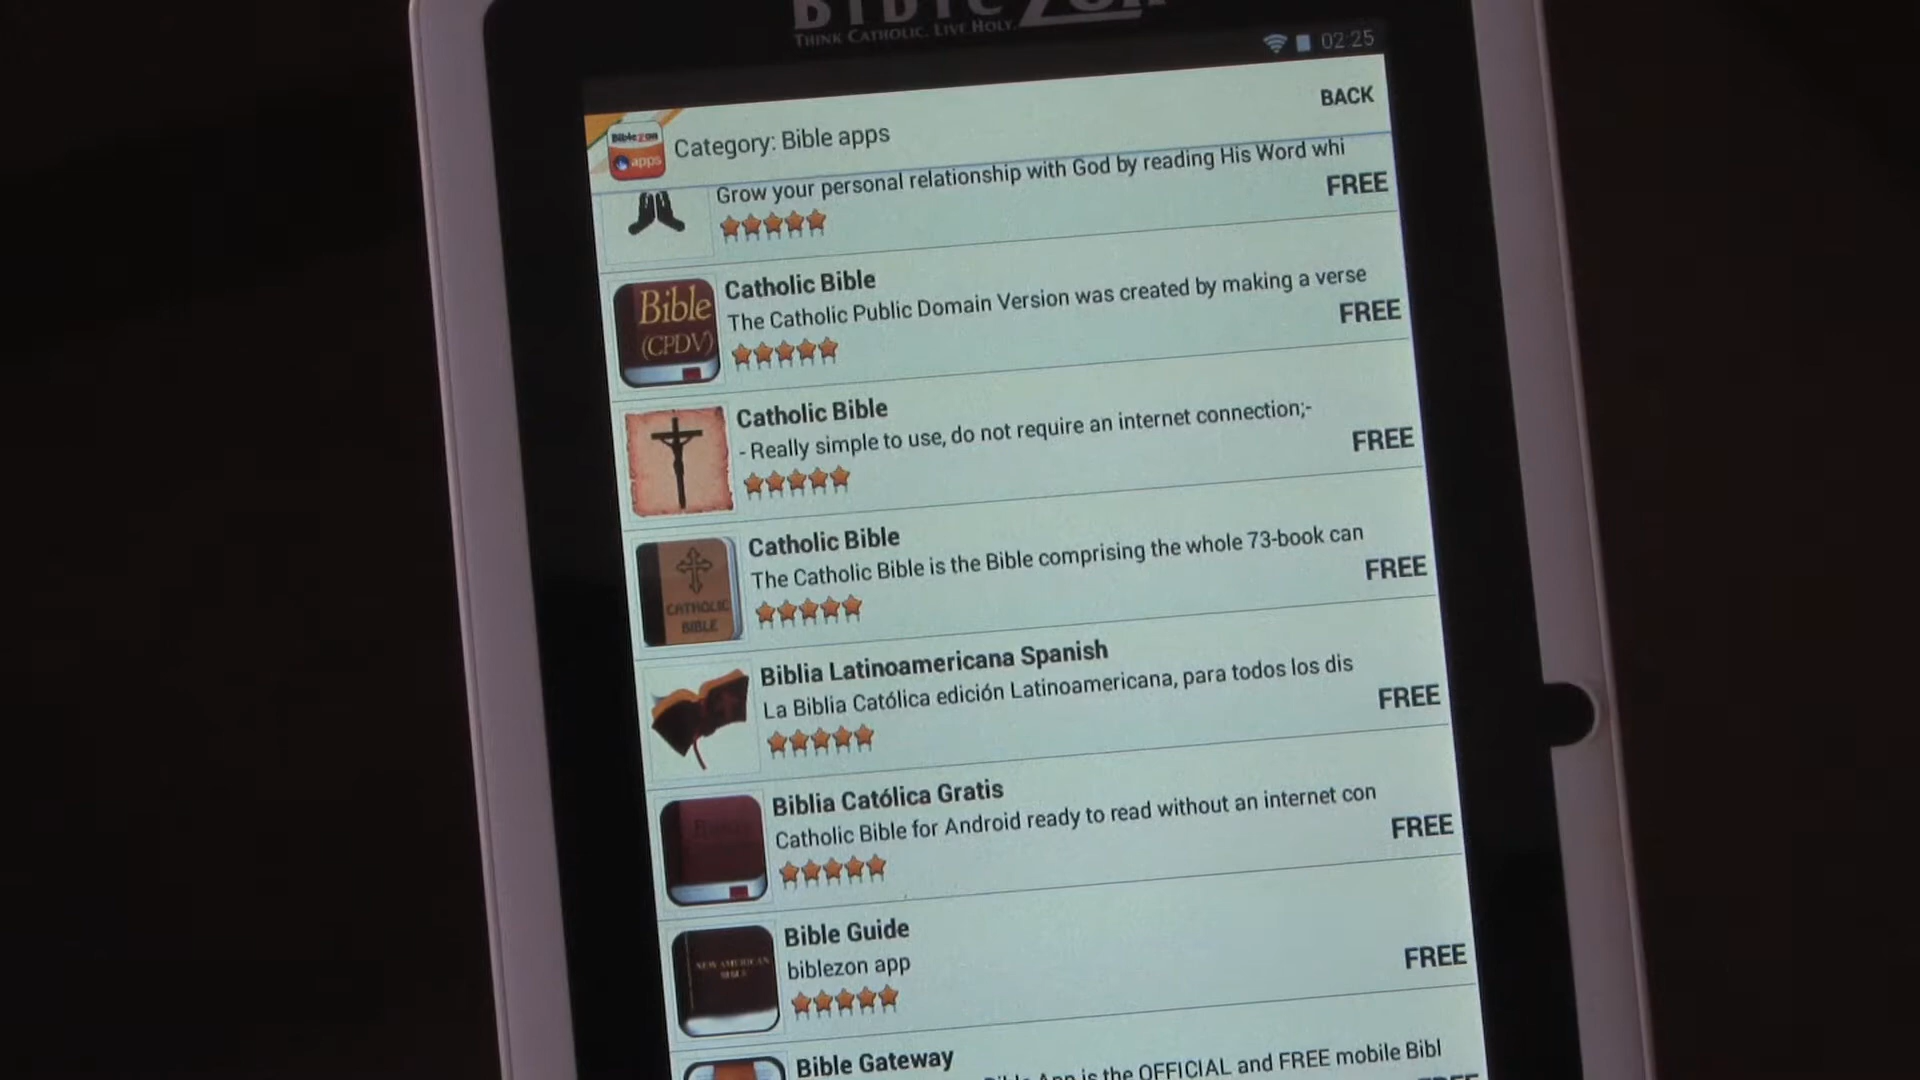 THINK CATHOLIC. LIVE HOLY.
02:25
BACK
Biblezon
apps
Category: Bible apps
Grow your personal relationship with God by reading His Word whi
FREE
Bible
(CPDV)
Catholic Bible
The Catholic Public Domain Version was created by making a verse
FREE
Catholic Bible
- Really simple to use, do not require an internet connection;-
FREE
CATHOLIC
BIBLE
Catholic Bible
The Catholic Bible is the Bible comprising the whole 73-book can
FREE
Biblia Latinoamericana Spanish
La Biblia Católica edición Latinoamericana, para todos los dis
FREE
Biblia Católica Gratis
Catholic Bible for Android ready to read without an internet con
FREE
NEW AMERICAN
BIBLE
Bible Guide
biblezon app
FREE
Bible Gateway
Bible App is the OFFICIAL and FREE mobile Bibl
FREE